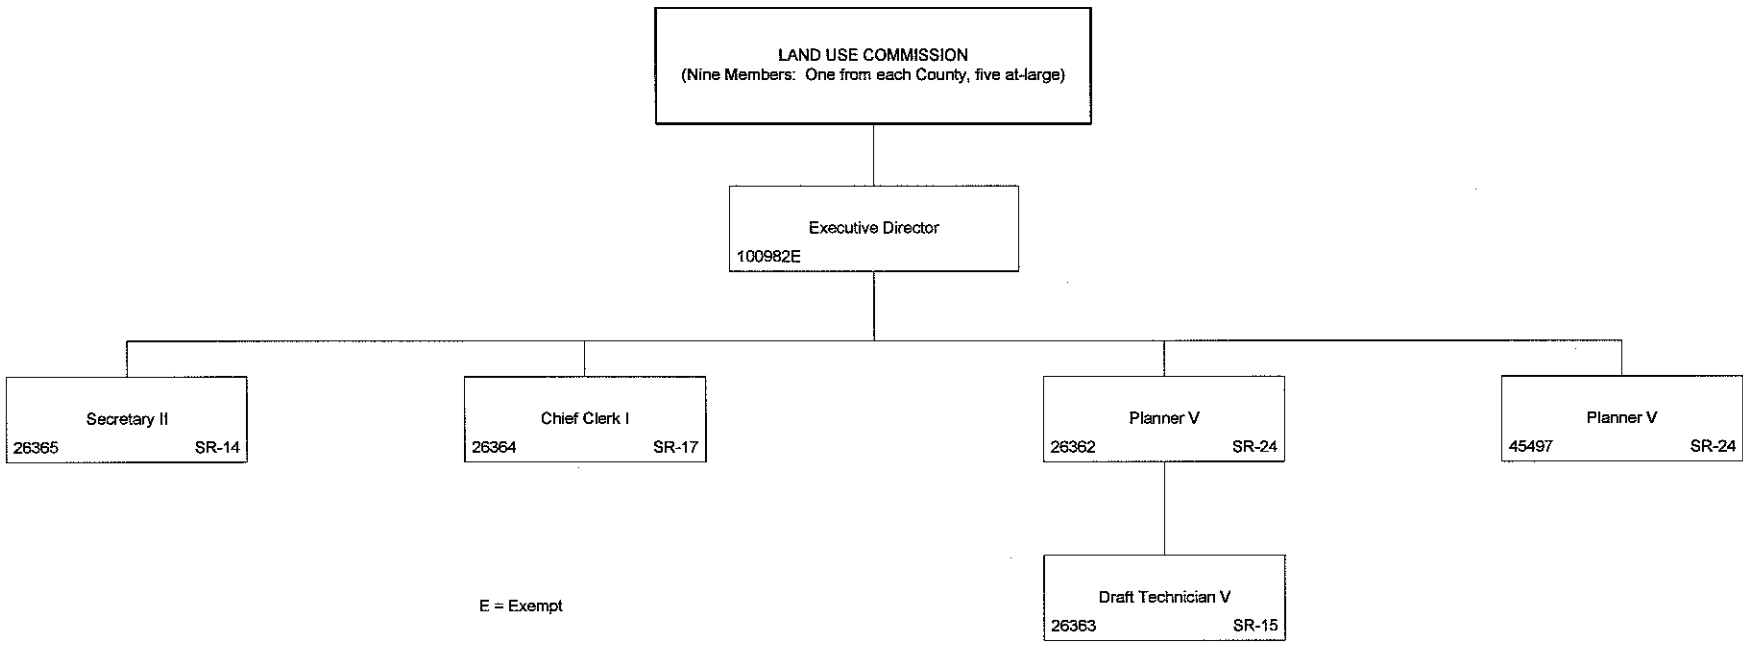 LAND USE COMMISSION
(Nine Members: One from each County, five at-large)
Executive Director
100982E
Secretary II
26365 SR-14
Chief Clerk I
26364 SR-17
Planner V
26362 SR-24
Planner V
45497 SR-24
Draft Technician V
26363 SR-15
E = Exempt